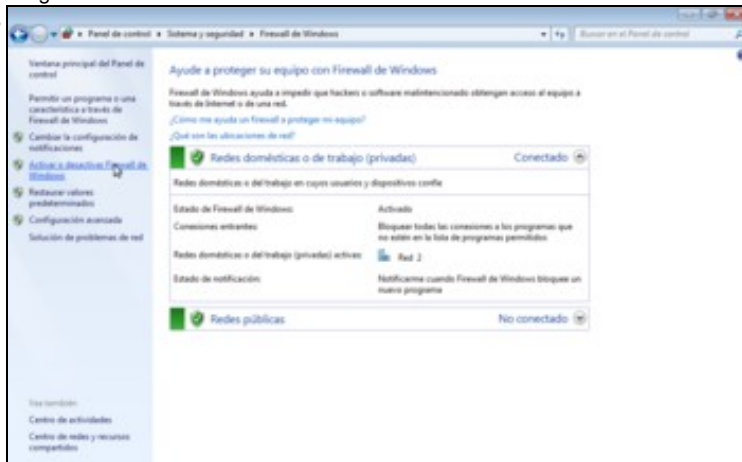 Panel de control ▸ Sistema y seguridad ▸ Firewall de Windows
Buscar en el Panel de control
Ventana principal del Panel de
control
Permitir un programa o una
característica a través de
Firewall de Windows
Cambiar la configuración de
notificaciones
Activar o desactivar Firewall de
Windows
Restaurar valores
predeterminados
Configuración avanzada
Solución de problemas de red
Vea también
Centro de actividades
Centro de redes y recursos
compartidos
Ayude a proteger su equipo con Firewall de Windows
Firewall de Windows ayuda a impedir que hackers o software malintencionado obtengan acceso al equipo a
través de Internet o de una red.
¿Cómo me ayuda un firewall a proteger mi equipo?
¿Qué son las ubicaciones de red?
Redes domésticas o de trabajo (privadas) Conectado
Redes domésticas o del trabajo en cuyos usuarios y dispositivos confíe
Estado de Firewall de Windows: Activado
Conexiones entrantes: Bloquear todas las conexiones a los programas que
no estén en la lista de programas permitidos
Redes domésticas o del trabajo (privadas) activas: Red 2
Estado de notificación: Notificarme cuando Firewall de Windows bloquee un
nuevo programa
Redes públicas No conectado